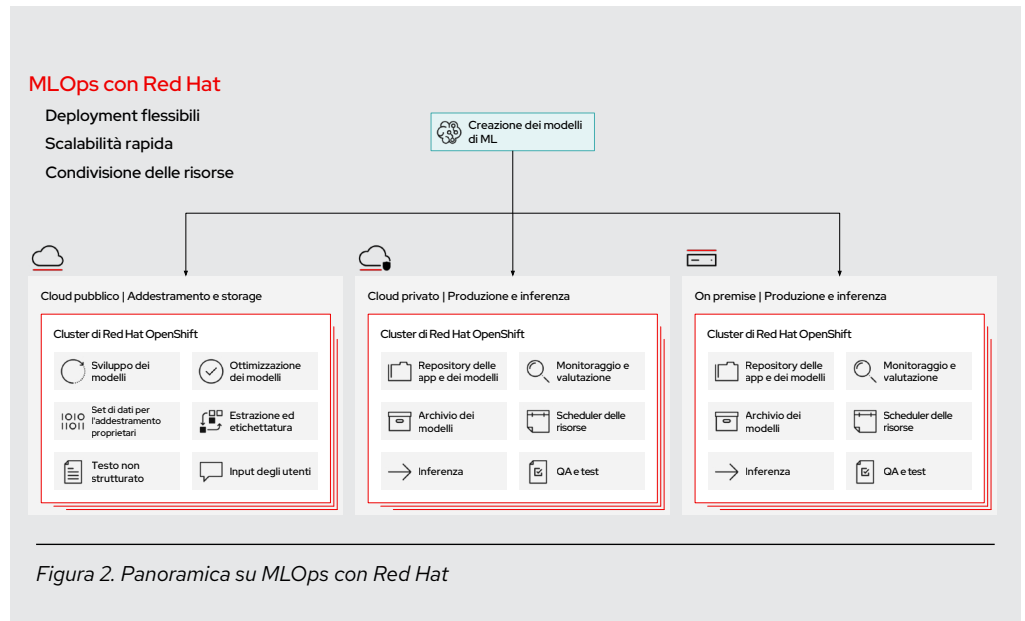 MLOps con Red Hat
Deployment flessibili
Scalabilità rapida
Condivisione delle risorse
Creazione dei modelli
di ML
Cloud pubblico | Addestramento e storage
Cluster di Red Hat OpenShift
Sviluppo dei
modelli
Ottimizzazione
dei modelli
1010
11011
Set di dati per
l'addestramento
proprietari
Estrazione ed
etichettatura
Testo non
strutturato
Input degli utenti
Cloud privato | Produzione e inferenza
Cluster di Red Hat OpenShift
Repository delle
app e dei modelli
Monitoraggio e
valutazione
Archivio dei
modelli
Scheduler delle
risorse
Inferenza
QA e test
On premise | Produzione e inferenza
Cluster di Red Hat OpenShift
Repository delle
app e dei modelli
Monitoraggio e
valutazione
Archivio dei
modelli
Scheduler delle
risorse
Inferenza
QA e test
Figura 2. Panoramica su MLOps con Red Hat